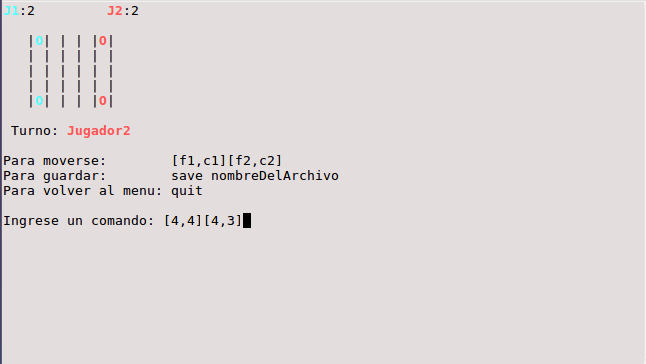 J1:2 J2:2
|O| | | |O|
| | | | | |
| | | | | |
| | | | | |
|O| | | |O|
Turno: Jugador2
Para moverse: [f1,c1][f2,c2]
Para guardar: save nombreDelArchivo
Para volver al menu: quit
Ingrese un comando: [4,4][4,3]